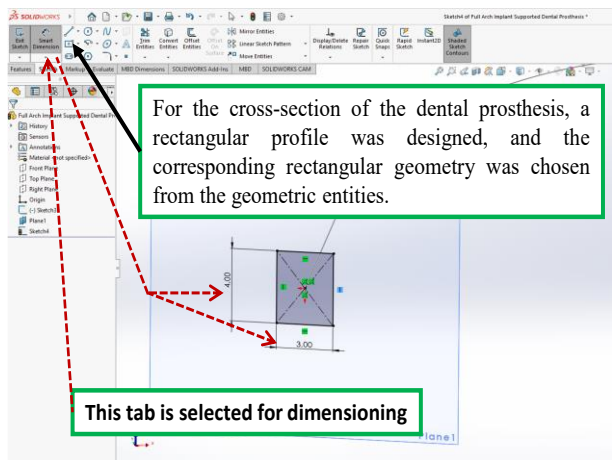 SOLIDWORKS
Sketch4 of Full Arch Implant Supported Dental Prosthesis *
Exit Sketch
Smart Dimension
Trim Entities
Convert Entities
Offset Entities
Offset On Surface
Mirror Entities
Linear Sketch Pattern
Move Entities
Display/Delete Relations
Repair Sketch
Quick Snaps
Rapid Sketch
Instant2D
Shaded Sketch Contours
Features
Markup
Evaluate
MBD Dimensions
SOLIDWORKS Add-Ins
MBD
SOLIDWORKS CAM
Full Arch Implant Supported Dental Pr
History
Sensors
Annotations
Material <not specified>
Front Plane
Top Plane
Right Plane
Origin
(-) Sketch3
Plane1
Sketch4
For the cross-section of the dental prosthesis, a
rectangular profile was designed, and the
corresponding rectangular geometry was chosen
from the geometric entities.
4.00
3.00
This tab is selected for dimensioning
Plane1